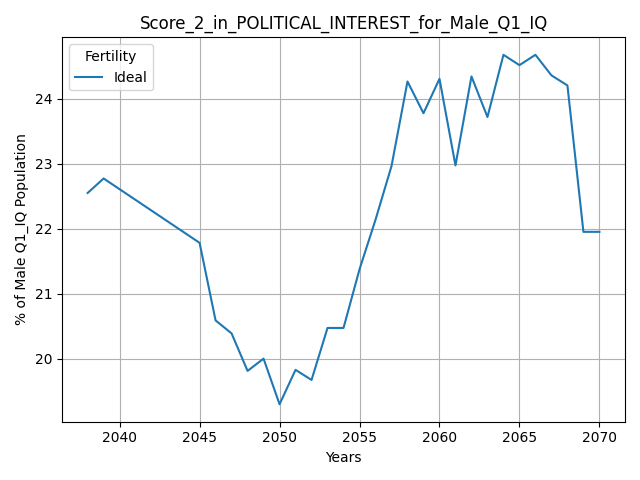 Score_2_in_POLITICAL_INTEREST_for_Male_Q1_IQ
Fertility
Ideal
% of Male Q1_IQ Population
24
23
22
21
20
2040 2045 2050 2055 2060 2065 2070
Years